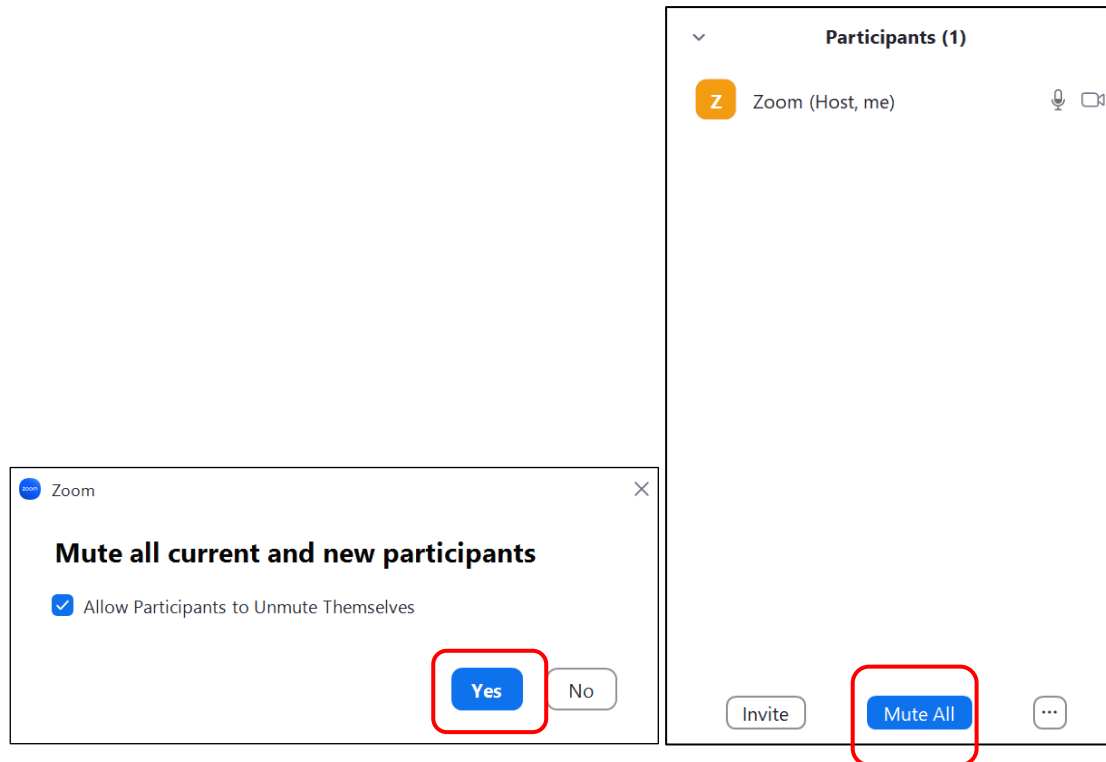 Participants (1)
Z Zoom (Host, me)
zoom Zoom
Mute all current and new participants
Allow Participants to Unmute Themselves
Yes No
Invite Mute All ...